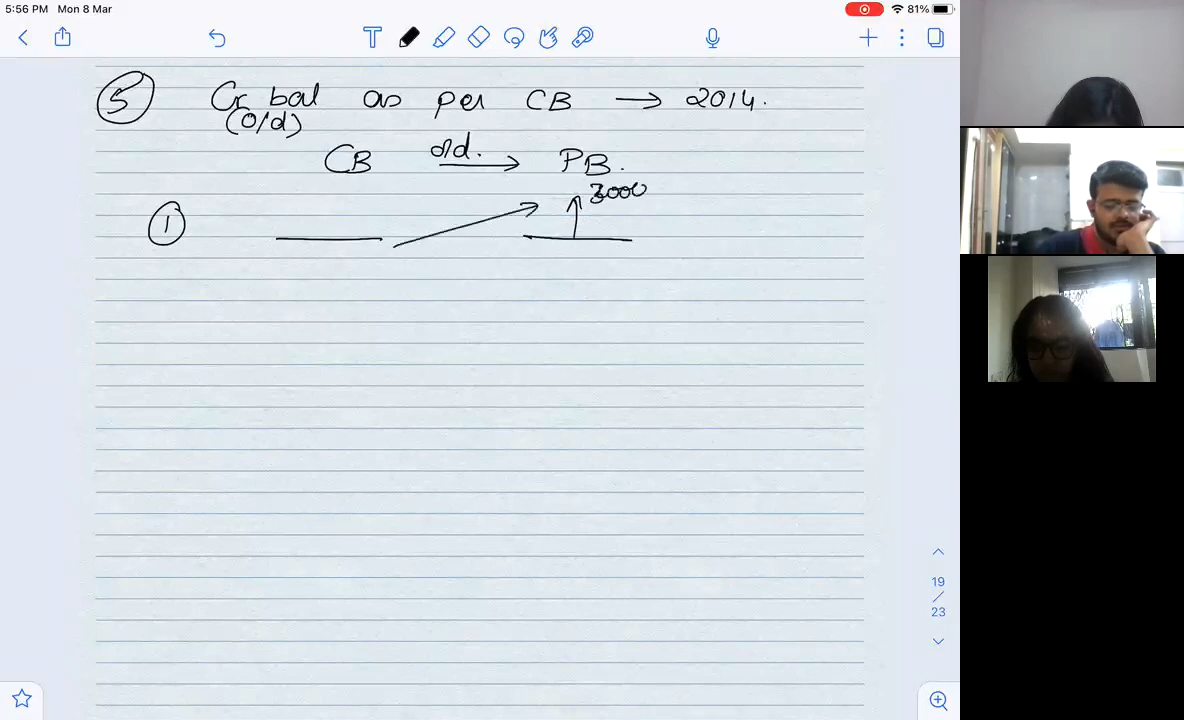 5:56 PM Mon 8 Mar
81%
5 Cr bal as per CB → 2014.
(O/d)
CB o/d. → PB.
3000
1
19
/
23